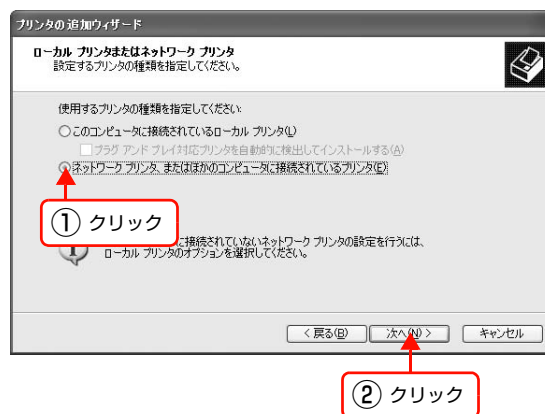 プリンタの追加ウィザード
ローカル プリンタまたはネットワーク プリンタ
設定するプリンタの種類を指定してください。
使用するプリンタの種類を指定してください:
このコンピュータに接続されているローカル プリンタ(L)
プラグ アンド プレイ対応プリンタを自動的に検出してインストールする(A)
ネットワーク プリンタ、またはほかのコンピュータに接続されているプリンタ(E)
① クリック
に接続されていないネットワーク プリンタの設定を行うには、
ローカル プリンタのオプションを選択してください。
< 戻る(B)
次へ(N) >
キャンセル
② クリック